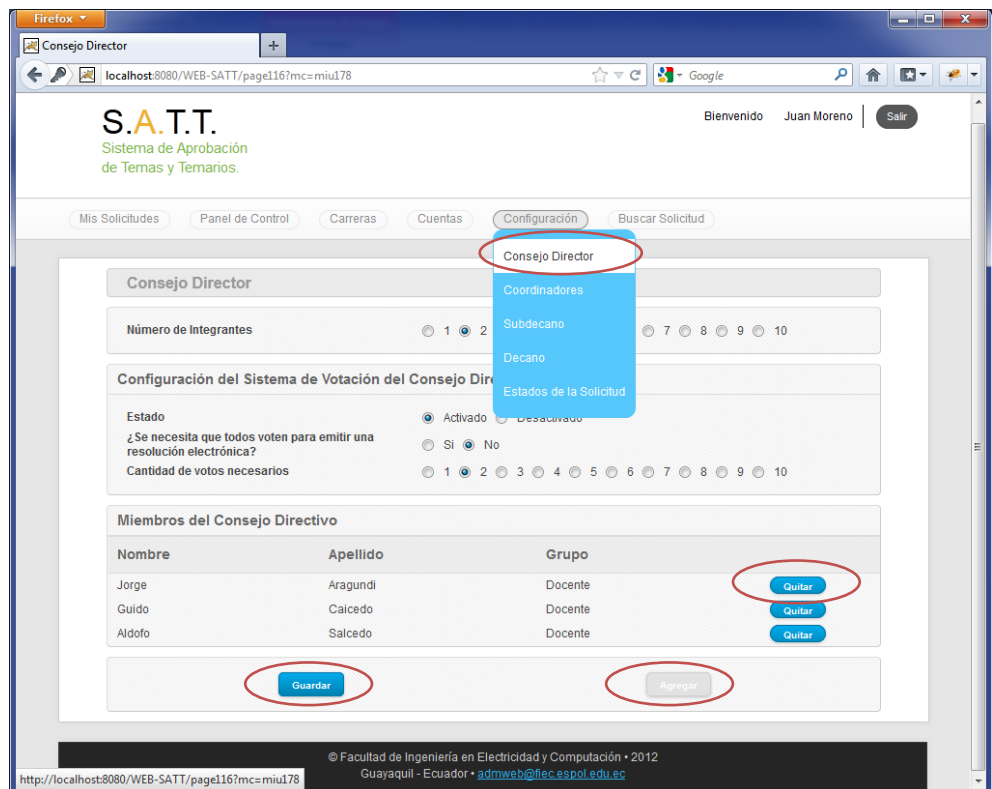 Firefox
Consejo Director
localhost:8080/WEB-SATT/page116?mc=miu178
Google
S.A.T.T.
Sistema de Aprobación
de Temas y Temarios.
Bienvenido Juan Moreno Salir
Mis Solicitudes Panel de Control Carreras Cuentas Configuración Buscar Solicitud
Consejo Director
Coordinadores
Subdecano
Decano
Estados de la Solicitud
Consejo Director
Número de Integrantes 1 2 7 8 9 10
Configuración del Sistema de Votación del Consejo Dire
Estado Activado Desactivado
¿Se necesita que todos voten para emitir una
resolución electrónica? Si No
Cantidad de votos necesarios 1 2 3 4 5 6 7 8 9 10
Miembros del Consejo Directivo
Nombre Apellido Grupo
Jorge Aragundi Docente Quitar
Guido Caicedo Docente Quitar
Aldofo Salcedo Docente Quitar
Guardar Agregar
© Facultad de Ingeniería en Electricidad y Computación • 2012
Guayaquil - Ecuador • admweb@fiec.espol.edu.ec
http://localhost:8080/WEB-SATT/page116?mc=miu178